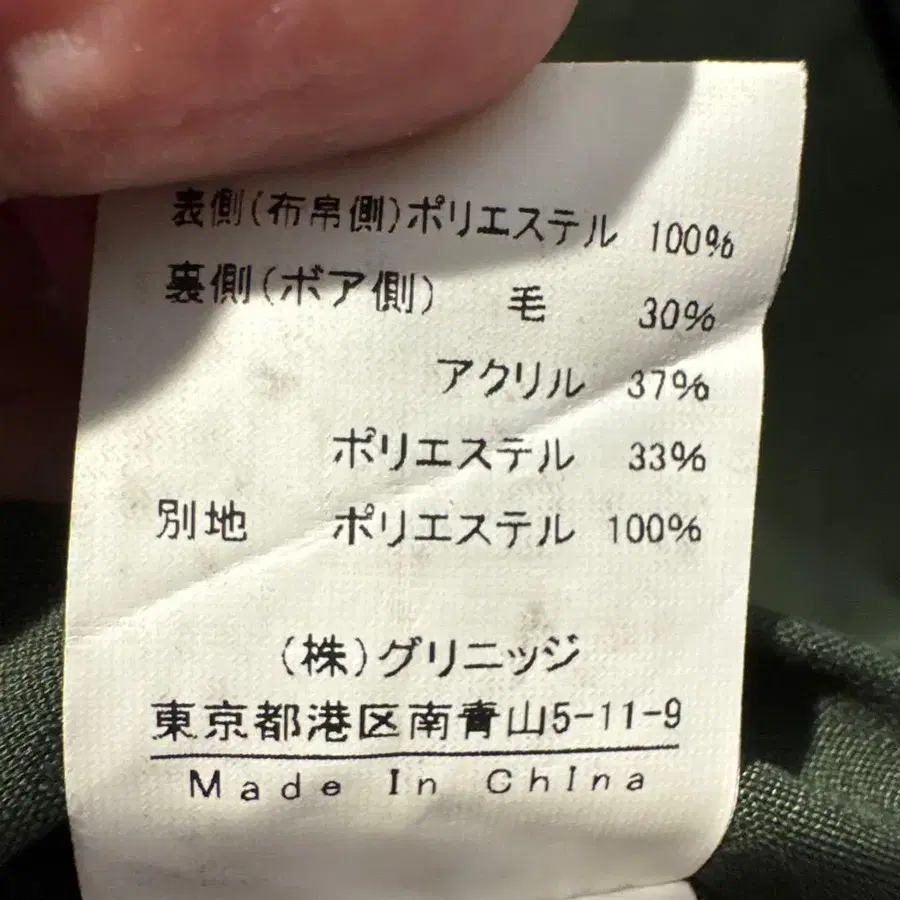 表側(布帛側)ポリエステル 100%
裏側(ボア側) 毛 30%
アクリル 37%
ポリエステル 33%
別地 ポリエステル 100%
(株)グリニッジ
東京都港区南青山5-11-9
Made In ChIna